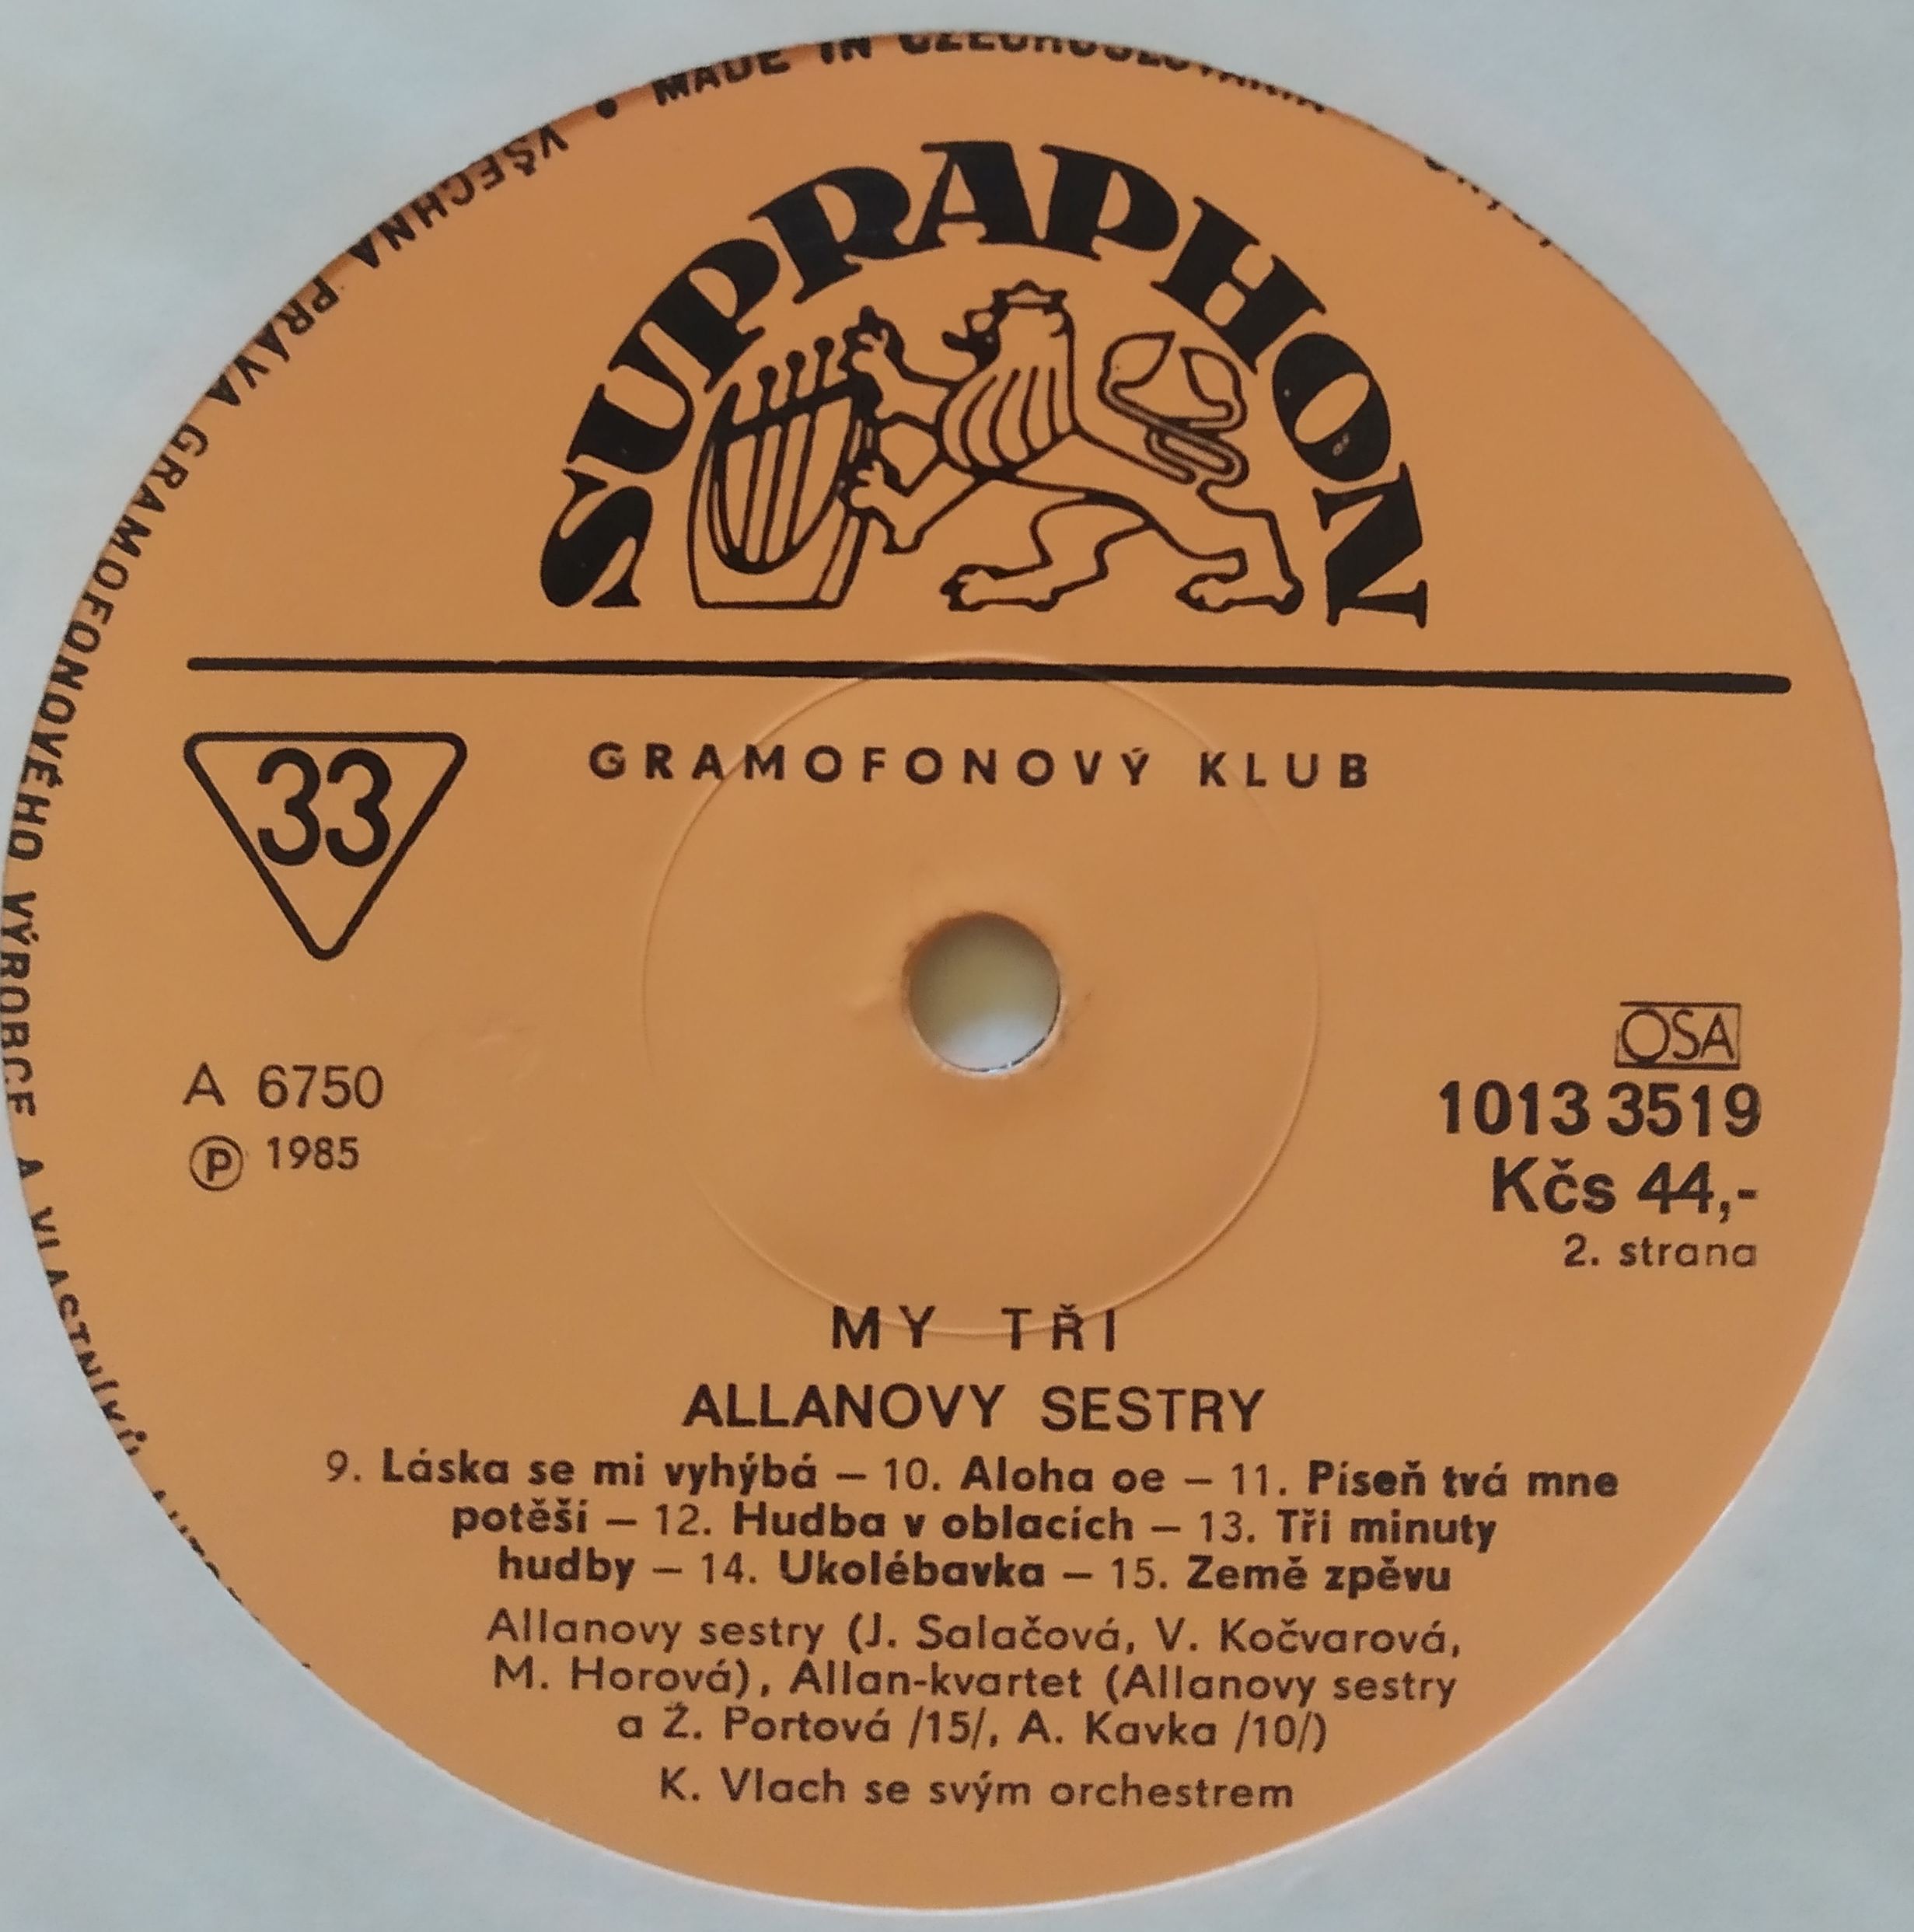 VŠECHNA PRÁVA GRAMOFONOVÉHO VÝROBCE A VLASTNÍKŮ
• MADE IN CZECHOSLOVAKIA
SUPRAPHON
33
GRAMOFONOVÝ KLUB
OSA
A 6750
1013 3519
Ⓟ 1985
Kčs 44,-
2. strana
MY TŘI
ALLANOVY SESTRY
9. Láska se mi vyhýbá – 10. Aloha oe – 11. Píseň tvá mne
potěší – 12. Hudba v oblacích – 13. Tři minuty
hudby – 14. Ukolébavka – 15. Země zpěvu
Allanovy sestry (J. Salačová, V. Kočvarová,
M. Horová), Allan-kvartet (Allanovy sestry
a Ž. Portová /15/, A. Kavka /10/)
K. Vlach se svým orchestrem